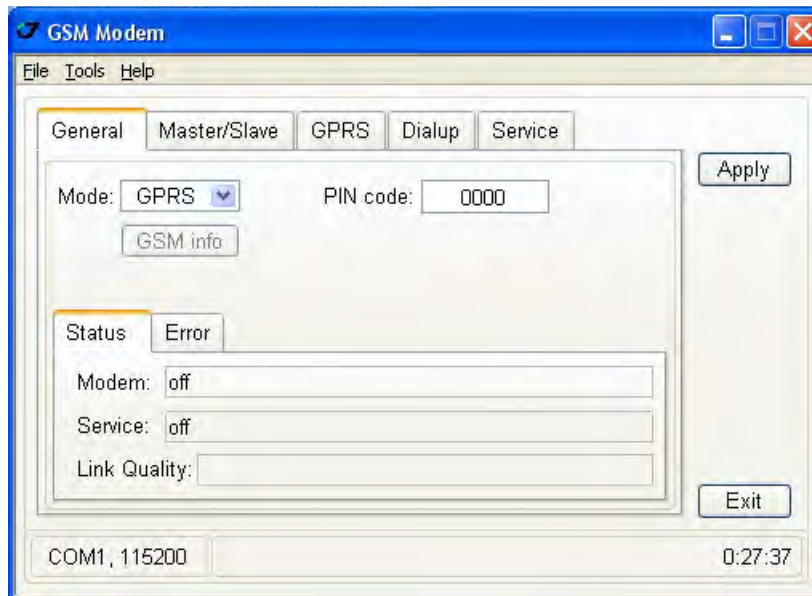 GSM Modem
File Tools Help
General Master/Slave GPRS Dialup Service
Apply
Mode: GPRS PIN code: 0000
GSM info
Status Error
Modem: off
Service: off
Link Quality:
Exit
COM1, 115200 0:27:37